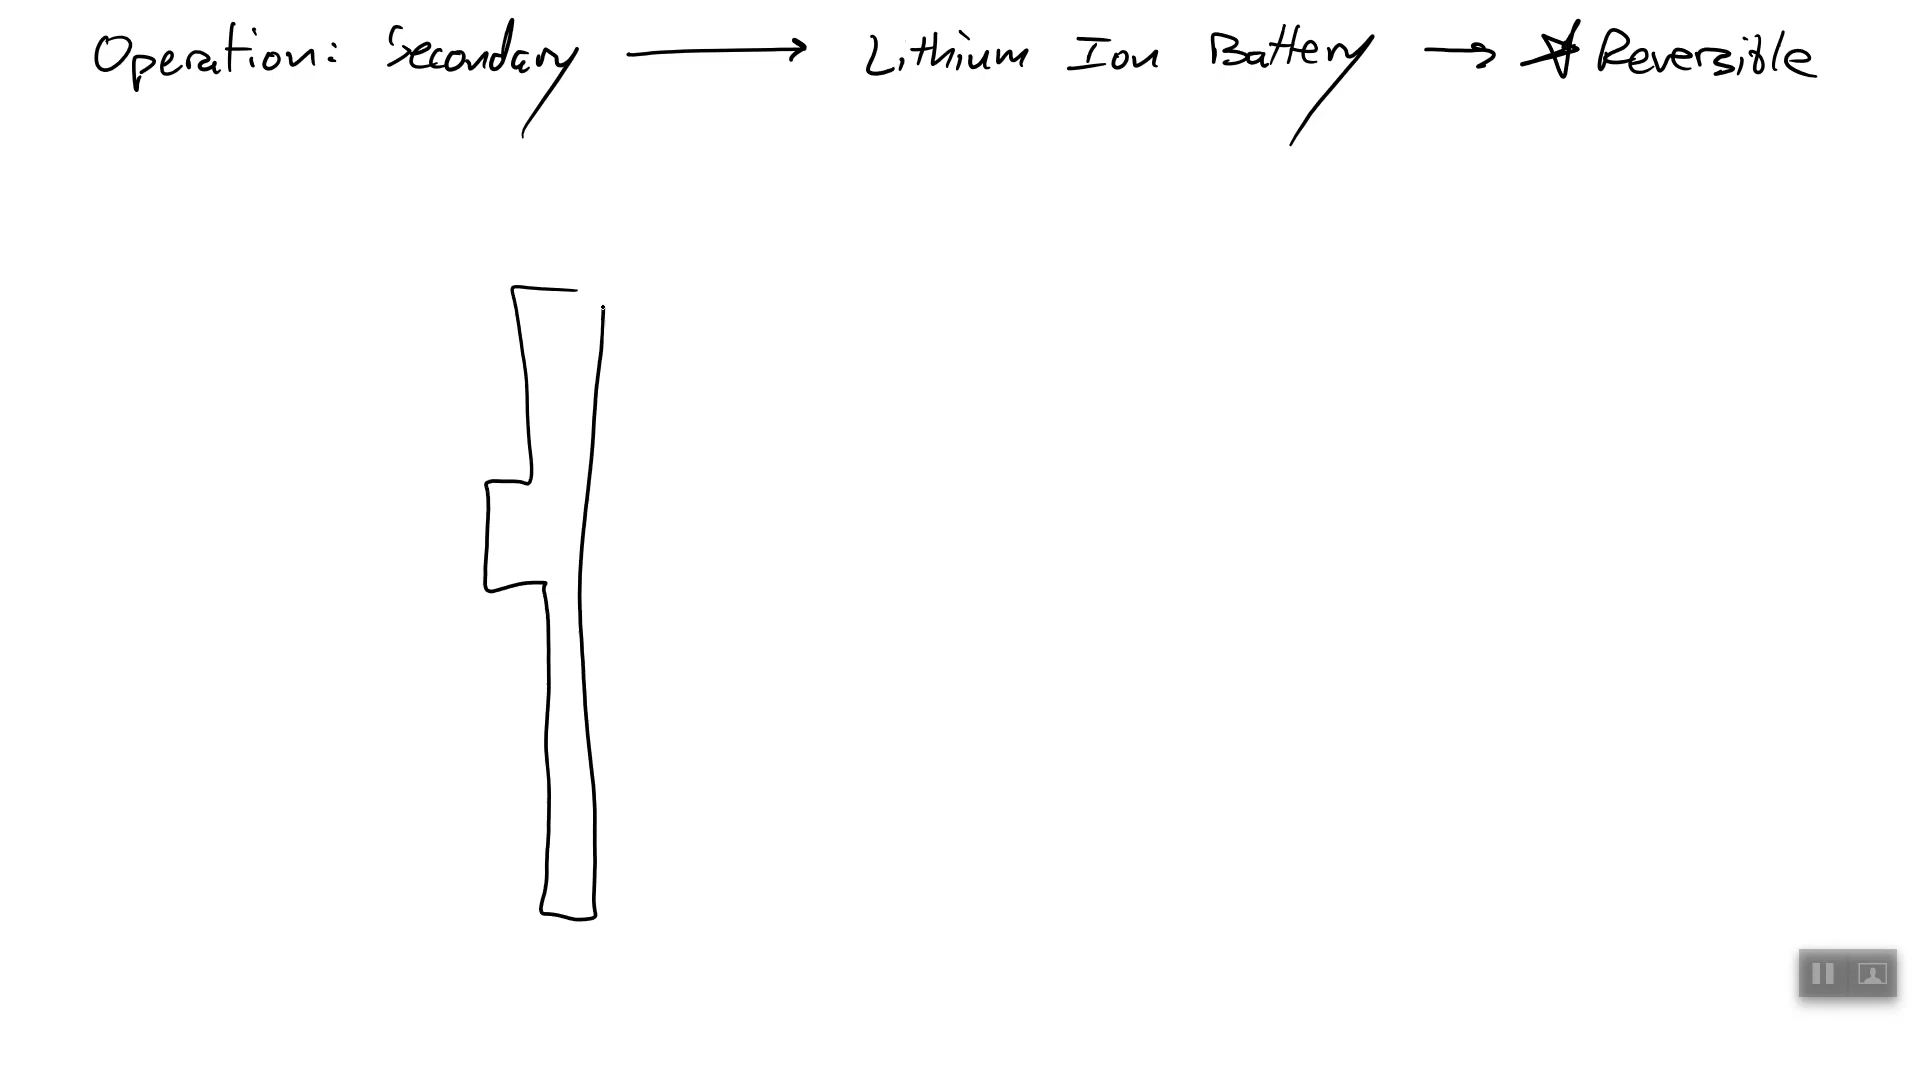 Operation: Secondary → Lithium Ion Battery → ★ Reversible